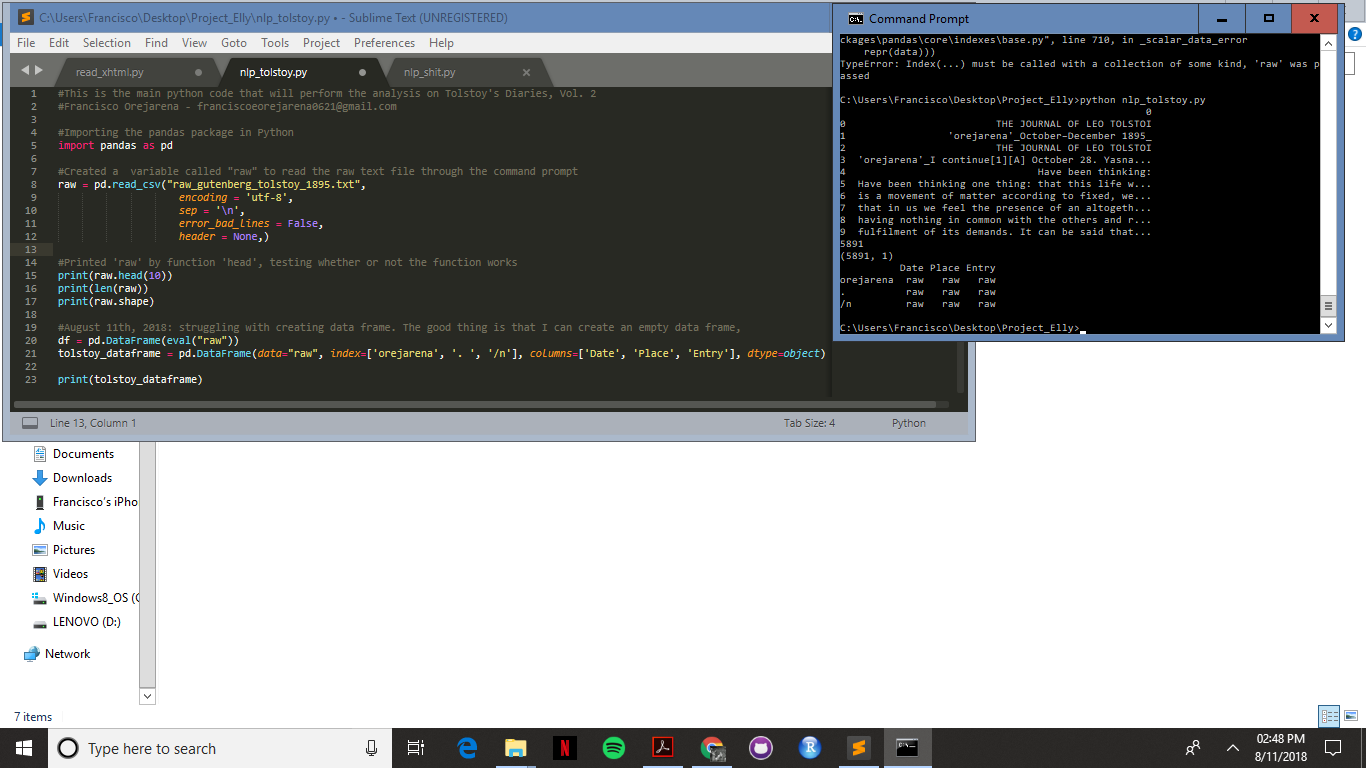 C:\Users\Francisco\Desktop\Project_Elly\nlp_tolstoy.py • - Sublime Text (UNREGISTERED)
File Edit Selection Find View Goto Tools Project Preferences Help
read_xhtml.py nlp_tolstoy.py nlp_shit.py
1 #This is the main python code that will perform the analysis on Tolstoy's Diaries, Vol. 2
2 #Francisco Orejarena - franciscoeorejarena0621@gmail.com
3
4 #Importing the pandas package in Python
5 import pandas as pd
6
7 #Created a  variable called "raw" to read the raw text file through the command prompt
8 raw = pd.read_csv("raw_gutenberg_tolstoy_1895.txt",
9 encoding = 'utf-8',
10 sep = '\n',
11 error_bad_lines = False,
12 header = None,)
13
14 #Printed 'raw' by function 'head', testing whether or not the function works
15 print(raw.head(10))
16 print(len(raw))
17 print(raw.shape)
18
19 #August 11th, 2018: struggling with creating data frame. The good thing is that I can create an empty data frame,
20 df = pd.DataFrame(eval("raw"))
21 tolstoy_dataframe = pd.DataFrame(data="raw", index=['orejarena', '. ', '/n'], columns=['Date', 'Place', 'Entry'], dtype=object)
22
23 print(tolstoy_dataframe)
Line 13, Column 1
Tab Size: 4
Python
Command Prompt
ckages\pandas\core\indexes\base.py", line 710, in _scalar_data_error
repr(data)))
TypeError: Index(...) must be called with a collection of some kind, 'raw' was p
assed
C:\Users\Francisco\Desktop\Project_Elly>python nlp_tolstoy.py
0
0 THE JOURNAL OF LEO TOLSTOI
1 'orejarena'_October-December 1895_
2 THE JOURNAL OF LEO TOLSTOI
3 'orejarena'_I continue[1][A] October 28. Yasna...
4 Have been thinking:
5 Have been thinking one thing: that this life w...
6 is a movement of matter according to fixed, we...
7 that in us we feel the presence of an altogeth...
8 having nothing in common with the others and r...
9 fulfilment of its demands. It can be said that...
5891
(5891, 1)
Date Place Entry
orejarena raw raw raw
. raw raw raw
/n raw raw raw
C:\Users\Francisco\Desktop\Project_Elly>_
Documents
Downloads
Francisco's iPho
Music
Pictures
Videos
Windows8_OS (C
LENOVO (D:)
Network
7 items
Type here to search
02:48 PM
8/11/2018